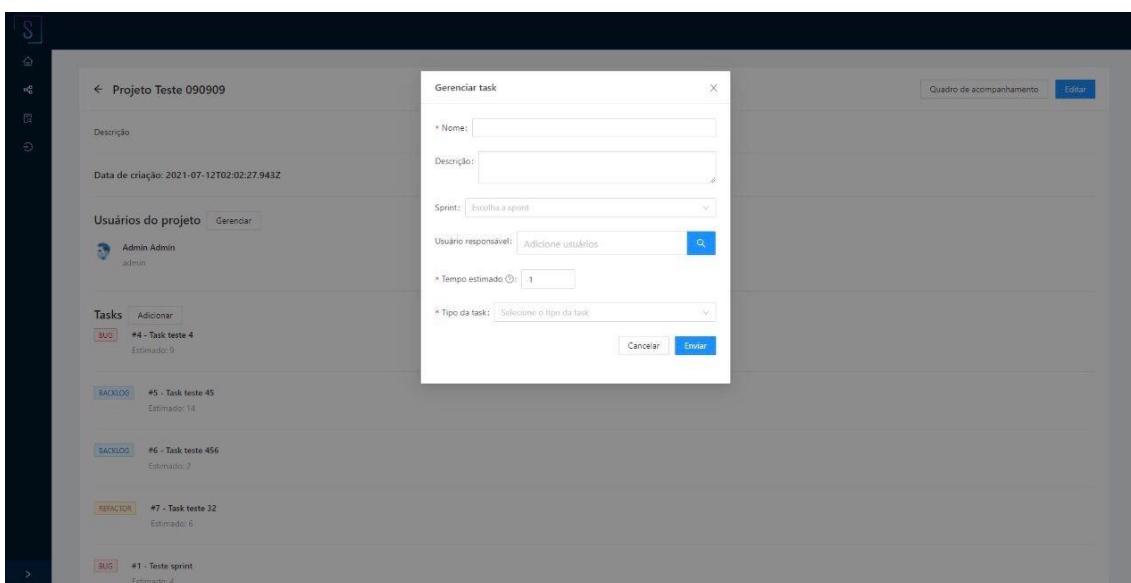 S
← Projeto Teste 090909
Quadro de acompanhamento
Editar
Descrição
Data de criação: 2021-07-12T02:02:27.943Z
Usuários do projeto
Gerenciar
Admin Admin
admin
Tasks
Adicionar
BUG #4 - Task teste 4
Estimado: 9
BACKLOG #5 - Task teste 45
Estimado: 14
BACKLOG #6 - Task teste 456
Estimado: 2
REFACTOR #7 - Task teste 32
Estimado: 6
BUG #1 - Teste sprint
Estimado: 4
Gerenciar task
* Nome:
Descrição:
Sprint: Escolha a sprint
Usuário responsável: Adicione usuários
* Tempo estimado : 1
* Tipo da task: Selecione o tipo da task
Cancelar
Enviar